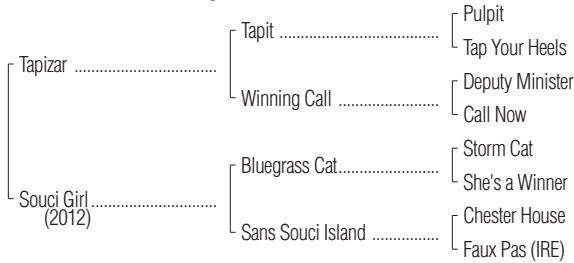 Pulpit
Tapit
Tap Your Heels
Tapizar
Deputy Minister
Winning Call
Call Now
Storm Cat
Bluegrass Cat
She's a Winner
Souci Girl
(2012)
Chester House
Sans Souci Island
Faux Pas (IRE)